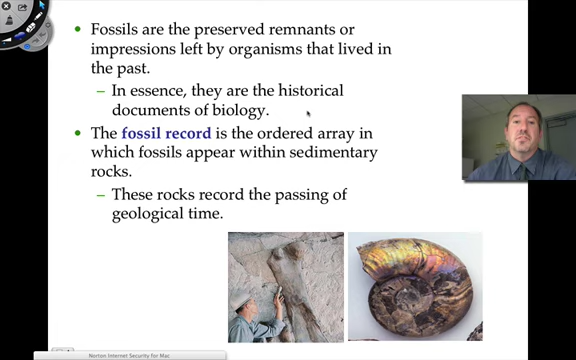 • Fossils are the preserved remnants or
impressions left by organisms that lived in
the past.
– In essence, they are the historical
documents of biology.
• The fossil record is the ordered array in
which fossils appear within sedimentary
rocks.
– These rocks record the passing of
geological time.
Norton Internet Security for Mac